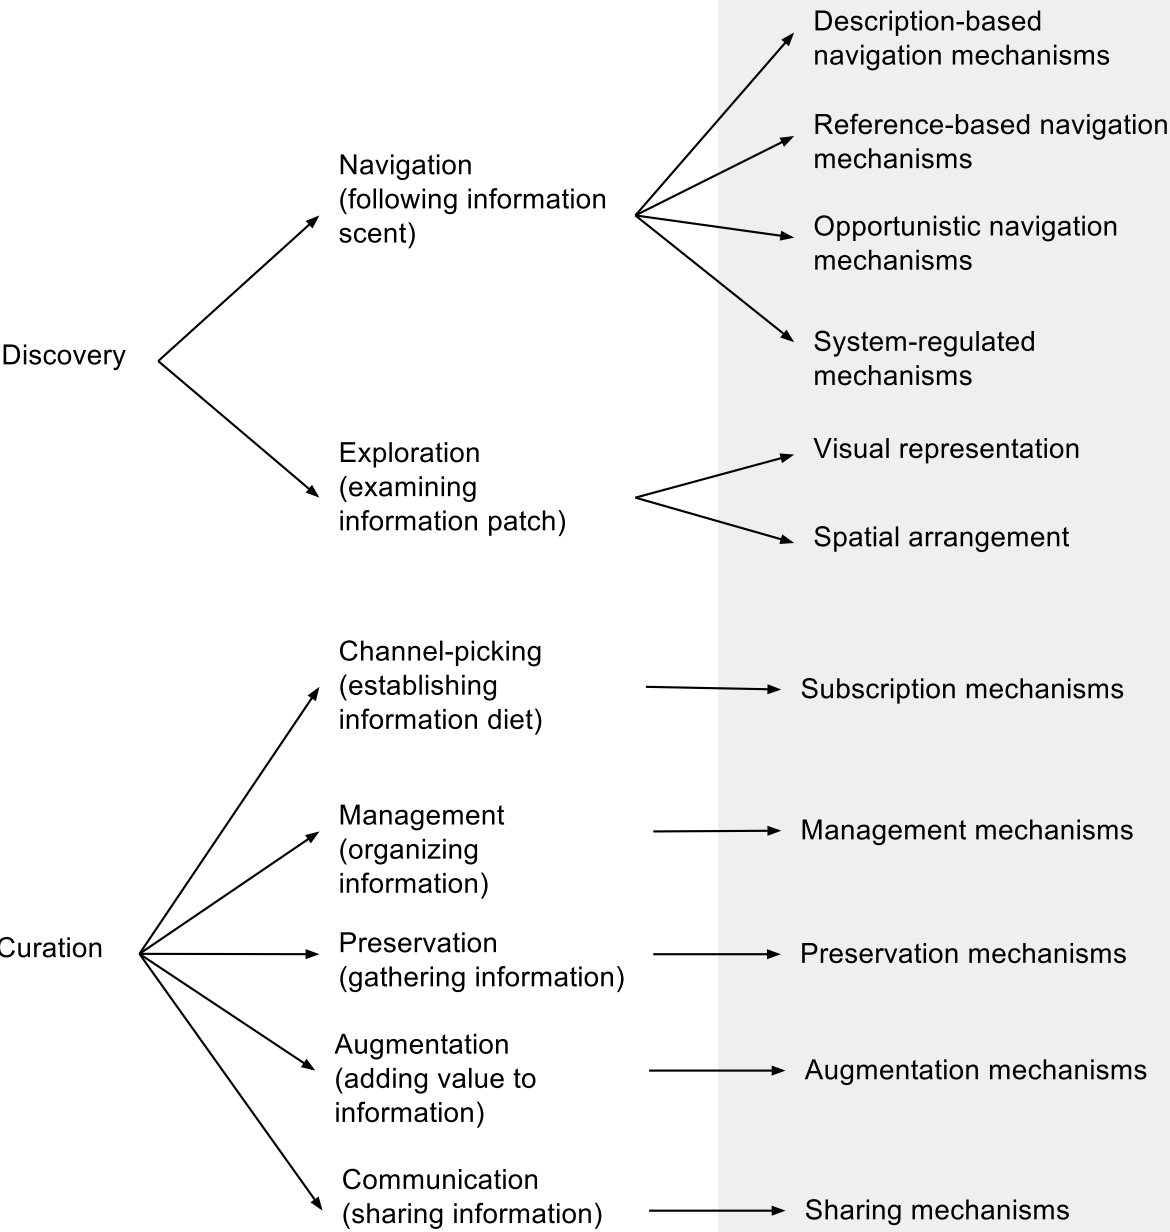 Discovery
Navigation
(following information
scent)
Description-based
navigation mechanisms
Reference-based navigation
mechanisms
Opportunistic navigation
mechanisms
System-regulated
mechanisms
Exploration
(examining
information patch)
Visual representation
Spatial arrangement
Curation
Channel-picking
(establishing
information diet)
Subscription mechanisms
Management
(organizing
information)
Management mechanisms
Preservation
(gathering information)
Preservation mechanisms
Augmentation
(adding value to
information)
Augmentation mechanisms
Communication
(sharing information)
Sharing mechanisms